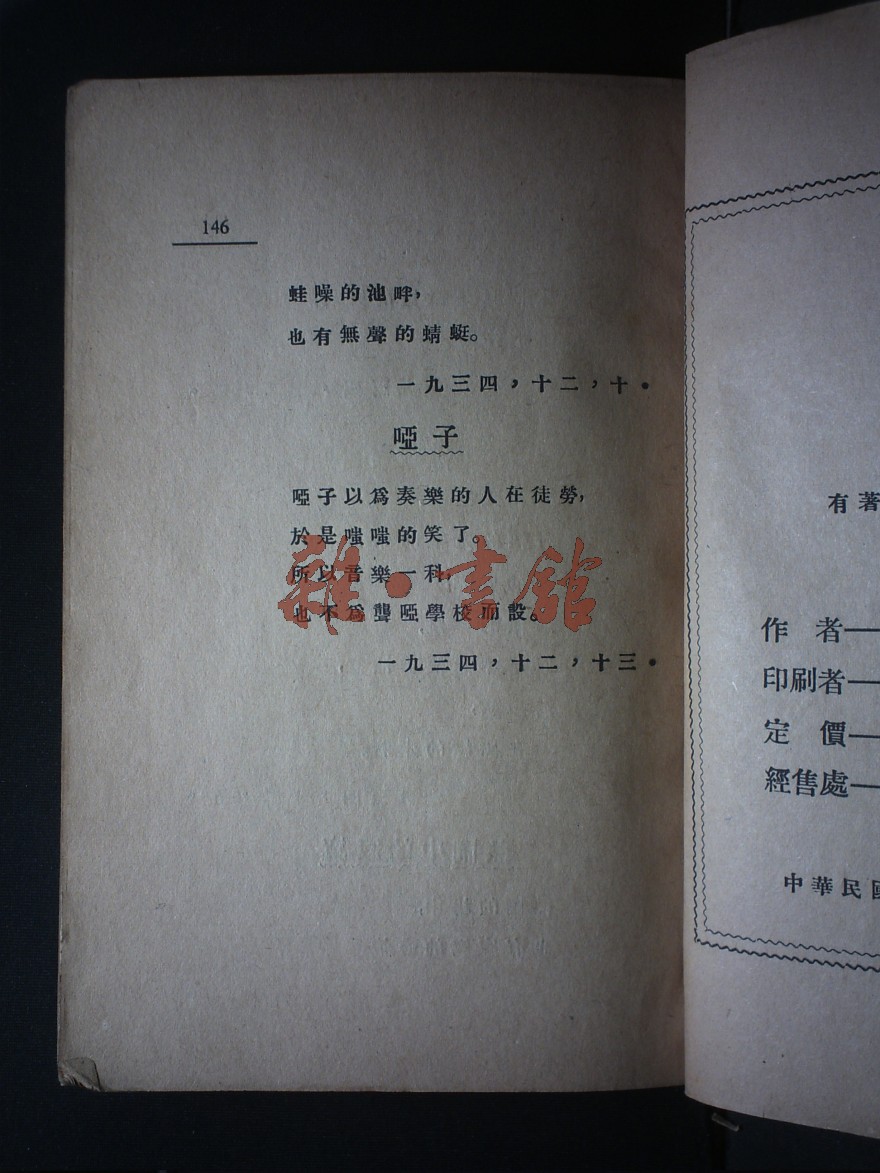 146
蛙噪的池畔，
也有無聲的蜻蜓。
一九三四，十二，十．
啞子
啞子以爲奏樂的人在徒勞，
於是嗤嗤的笑了。
所以音樂一科，
也不爲聾啞學校而設。
一九三四，十二，十三．
雜·書館
有著
作 者—
印刷者—
定 價—
經售處—
中華民國